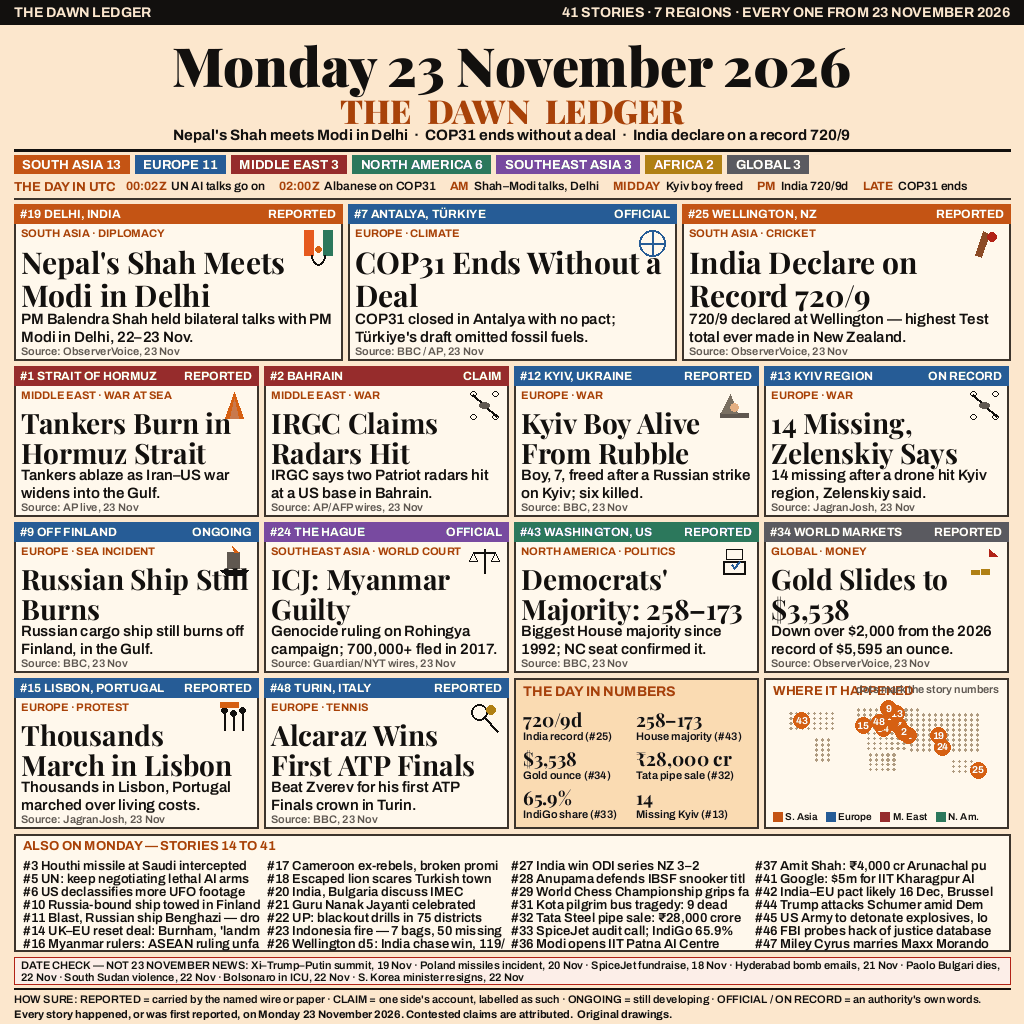 THE DAWN LEDGER
41 STORIES · 7 REGIONS · EVERY ONE FROM 23 NOVEMBER 2026
Monday 23 November 2026
THE DAWN LEDGER
Nepal's Shah meets Modi in Delhi · COP31 ends without a deal · India declare on a record 720/9
SOUTH ASIA 13 EUROPE 11 MIDDLE EAST 3 NORTH AMERICA 6 SOUTHEAST ASIA 3 AFRICA 2 GLOBAL 3
THE DAY IN UTC 00:02Z UN AI talks go on 02:00Z Albanese on COP31 AM Shah–Modi talks, Delhi MIDDAY Kyiv boy freed PM India 720/9d LATE COP31 ends
#19 DELHI, INDIA REPORTED
SOUTH ASIA · DIPLOMACY
Nepal's Shah Meets
Modi in Delhi
PM Balendra Shah held bilateral talks with PM
Modi in Delhi, 22–23 Nov.
Source: ObserverVoice, 23 Nov
#7 ANTALYA, TÜRKİYE OFFICIAL
EUROPE · CLIMATE
COP31 Ends Without a
Deal
COP31 closed in Antalya with no pact;
Türkiye's draft omitted fossil fuels.
Source: BBC / AP, 23 Nov
#25 WELLINGTON, NZ REPORTED
SOUTH ASIA · CRICKET
India Declare on
Record 720/9
720/9 declared at Wellington — highest Test
total ever made in New Zealand.
Source: ObserverVoice, 23 Nov
#1 STRAIT OF HORMUZ REPORTED
MIDDLE EAST · WAR AT SEA
Tankers Burn in
Hormuz Strait
Tankers ablaze as Iran–US war
widens into the Gulf.
Source: AP live, 23 Nov
#2 BAHRAIN CLAIM
MIDDLE EAST · WAR
IRGC Claims
Radars Hit
IRGC says two Patriot radars hit
at a US base in Bahrain.
Source: AP/AFP wires, 23 Nov
#12 KYIV, UKRAINE REPORTED
EUROPE · WAR
Kyiv Boy Alive
From Rubble
Boy, 7, freed after a Russian strike
on Kyiv; six killed.
Source: BBC, 23 Nov
#13 KYIV REGION ON RECORD
EUROPE · WAR
14 Missing,
Zelenskiy Says
14 missing after a drone hit Kyiv
region, Zelenskiy said.
Source: JagranJosh, 23 Nov
#9 OFF FINLAND ONGOING
EUROPE · SEA INCIDENT
Russian Ship Still
Burns
Russian cargo ship still burns off
Finland, in the Gulf.
Source: BBC, 23 Nov
#24 THE HAGUE OFFICIAL
SOUTHEAST ASIA · WORLD COURT
ICJ: Myanmar
Guilty
Genocide ruling on Rohingya
campaign; 700,000+ fled in 2017.
Source: Guardian/NYT wires, 23 Nov
#43 WASHINGTON, US REPORTED
NORTH AMERICA · POLITICS
Democrats'
Majority: 258–173
Biggest House majority since
1992; NC seat confirmed it.
Source: BBC, 23 Nov
#34 WORLD MARKETS REPORTED
GLOBAL · MONEY
Gold Slides to
$3,538
Down over $2,000 from the 2026
record of $5,595 an ounce.
Source: ObserverVoice, 23 Nov
#15 LISBON, PORTUGAL REPORTED
EUROPE · PROTEST
Thousands
March in Lisbon
Thousands in Lisbon, Portugal
marched over living costs.
Source: JagranJosh, 23 Nov
#48 TURIN, ITALY REPORTED
EUROPE · TENNIS
Alcaraz Wins
First ATP Finals
Beat Zverev for his first ATP
Finals crown in Turin.
Source: BBC, 23 Nov
THE DAY IN NUMBERS
720/9d 258–173
India record (#25) House majority (#43)
$3,538 ₹28,000 cr
Gold ounce (#34) Tata pipe sale (#32)
65.9% 14
IndiGo share (#33) Missing Kyiv (#13)
WHERE IT HAPPENED
the story numbers
43 15 48 9 2 19 24 25
S. Asia Europe M. East N. Am.
ALSO ON MONDAY — STORIES 14 TO 41
#3 Houthi missile at Saudi intercepted
#5 UN: keep negotiating lethal AI arms
#6 US declassifies more UFO footage
#10 Russia-bound ship towed in Finland
#11 Blast, Russian ship Benghazi — dro
#14 UK–EU reset deal: Burnham, 'landm
#16 Myanmar rulers: ASEAN ruling unfa
#17 Cameroon ex-rebels, broken promi
#18 Escaped lion scares Turkish town
#20 India, Bulgaria discuss IMEC
#21 Guru Nanak Jayanti celebrated
#22 UP: blackout drills in 75 districts
#23 Indonesia fire — 7 bags, 50 missing
#26 Wellington d5: India chase win, 119/
#27 India win ODI series NZ 3–2
#28 Anupama defends IBSF snooker titl
#29 World Chess Championship grips fa
#31 Kota pilgrim bus tragedy: 9 dead
#32 Tata Steel pipe sale: ₹28,000 crore
#33 SpiceJet audit call; IndiGo 65.9%
#36 Modi opens IIT Patna AI Centre
#37 Amit Shah: ₹4,000 cr Arunachal pu
#41 Google: $5m for IIT Kharagpur AI
#42 India–EU pact likely 16 Dec, Brussel
#44 Trump attacks Schumer amid Dem
#45 US Army to detonate explosives, lo
#46 FBI probes hack of justice database
#47 Miley Cyrus marries Maxx Morando
DATE CHECK — NOT 23 NOVEMBER NEWS: Xi–Trump–Putin summit, 19 Nov · Poland missiles incident, 20 Nov · SpiceJet fundraise, 18 Nov · Hyderabad bomb emails, 21 Nov · Paolo Bulgari dies,
22 Nov · South Sudan violence, 22 Nov · Bolsonaro in ICU, 22 Nov · S. Korea minister resigns, 22 Nov
HOW SURE: REPORTED = carried by the named wire or paper · CLAIM = one side's account, labelled as such · ONGOING = still developing · OFFICIAL / ON RECORD = an authority's own words.
Every story happened, or was first reported, on Monday 23 November 2026. Contested claims are attributed. Original drawings.